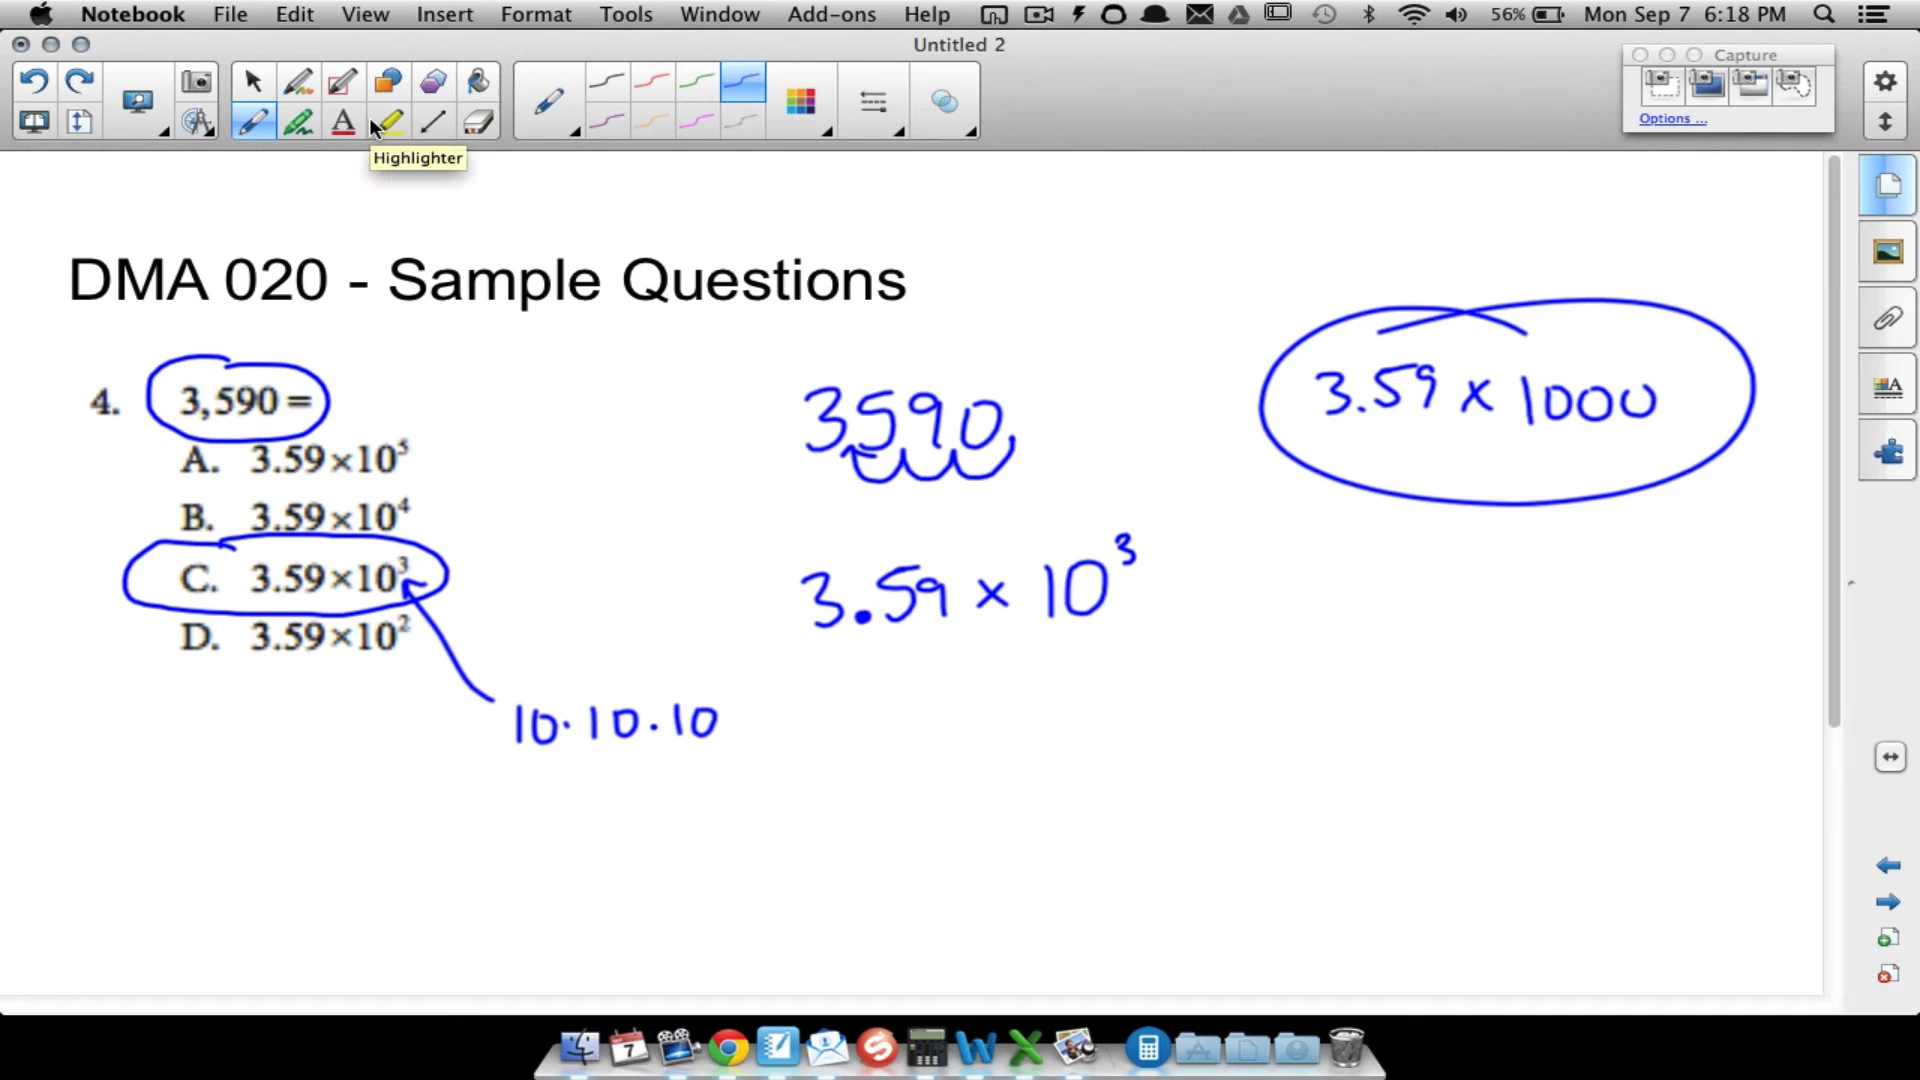 Notebook File Edit View Insert Format Tools Window Add-ons Help 56% Mon Sep 7 6:18 PM
Untitled 2
Capture
Options ...
Highlighter
DMA 020 - Sample Questions
4. 3,590 =
A. 3.59×10⁵
B. 3.59×10⁴
C. 3.59×10³
D. 3.59×10²
10·10·10
3590
3.59 × 10³
3.59 × 1000
7